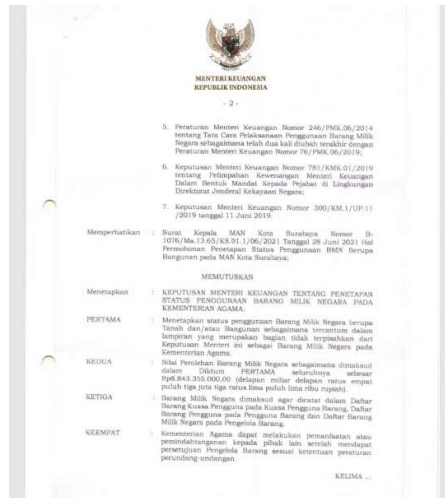 MENTERI KEUANGAN
REPUBLIK INDONESIA
- 2 -
5. Peraturan Menteri Keuangan Nomor 246/PMK.06/2014
tentang Tata Cara Pelaksanaan Penggunaan Barang Milik
Negara sebagaimana telah dua kali diubah terakhir dengan
Peraturan Menteri Keuangan Nomor 76/PMK.06/2019;
6. Keputusan Menteri Keuangan Nomor 781/KMK.01/2019
tentang Pelimpahan Kewenangan Menteri Keuangan
Dalam Bentuk Mandat Kepada Pejabat di Lingkungan
Direktorat Jenderal Kekayaan Negara;
7. Keputusan Menteri Keuangan Nomor 300/KM.1/UP.11
/2019 tanggal 11 Juni 2019.
Memperhatikan : Surat Kepala MAN Kota Surabaya Nomor B-
1076/Ma.13.65/KS.01.1/06/2021 Tanggal 28 Juni 2021 Hal
Permohonan Penetapan Status Penggunaan BMN Berupa
Bangunan pada MAN Kota Surabaya;
MEMUTUSKAN
Menetapkan : KEPUTUSAN MENTERI KEUANGAN TENTANG PENETAPAN
STATUS PENGGUNAAN BARANG MILIK NEGARA PADA
KEMENTERIAN AGAMA.
PERTAMA : Menetapkan status penggunaan Barang Milik Negara berupa
Tanah dan/atau Bangunan sebagaimana tercantum dalam
lampiran yang merupakan bagian tidak terpisahkan dari
Keputusan Menteri ini sebagai Barang Milik Negara pada
Kementerian Agama.
KEDUA : Nilai Perolehan Barang Milik Negara sebagaimana dimaksud
dalam Diktum PERTAMA seluruhnya sebesar
Rp8.843.355.000,00 (delapan miliar delapan ratus empat
puluh tiga juta tiga ratus lima puluh lima ribu rupiah).
KETIGA : Barang Milik Negara dimaksud agar dicatat dalam Daftar
Barang Kuasa Pengguna pada Kuasa Pengguna Barang, Daftar
Barang Pengguna pada Pengguna Barang dan Daftar Barang
Milik Negara pada Pengelola Barang.
KEEMPAT : Kementerian Agama dapat melakukan pemanfaatan atau
pemindahtanganan kepada pihak lain setelah mendapat
persetujuan Pengelola Barang sesuai ketentuan peraturan
perundang-undangan.
KELIMA ...